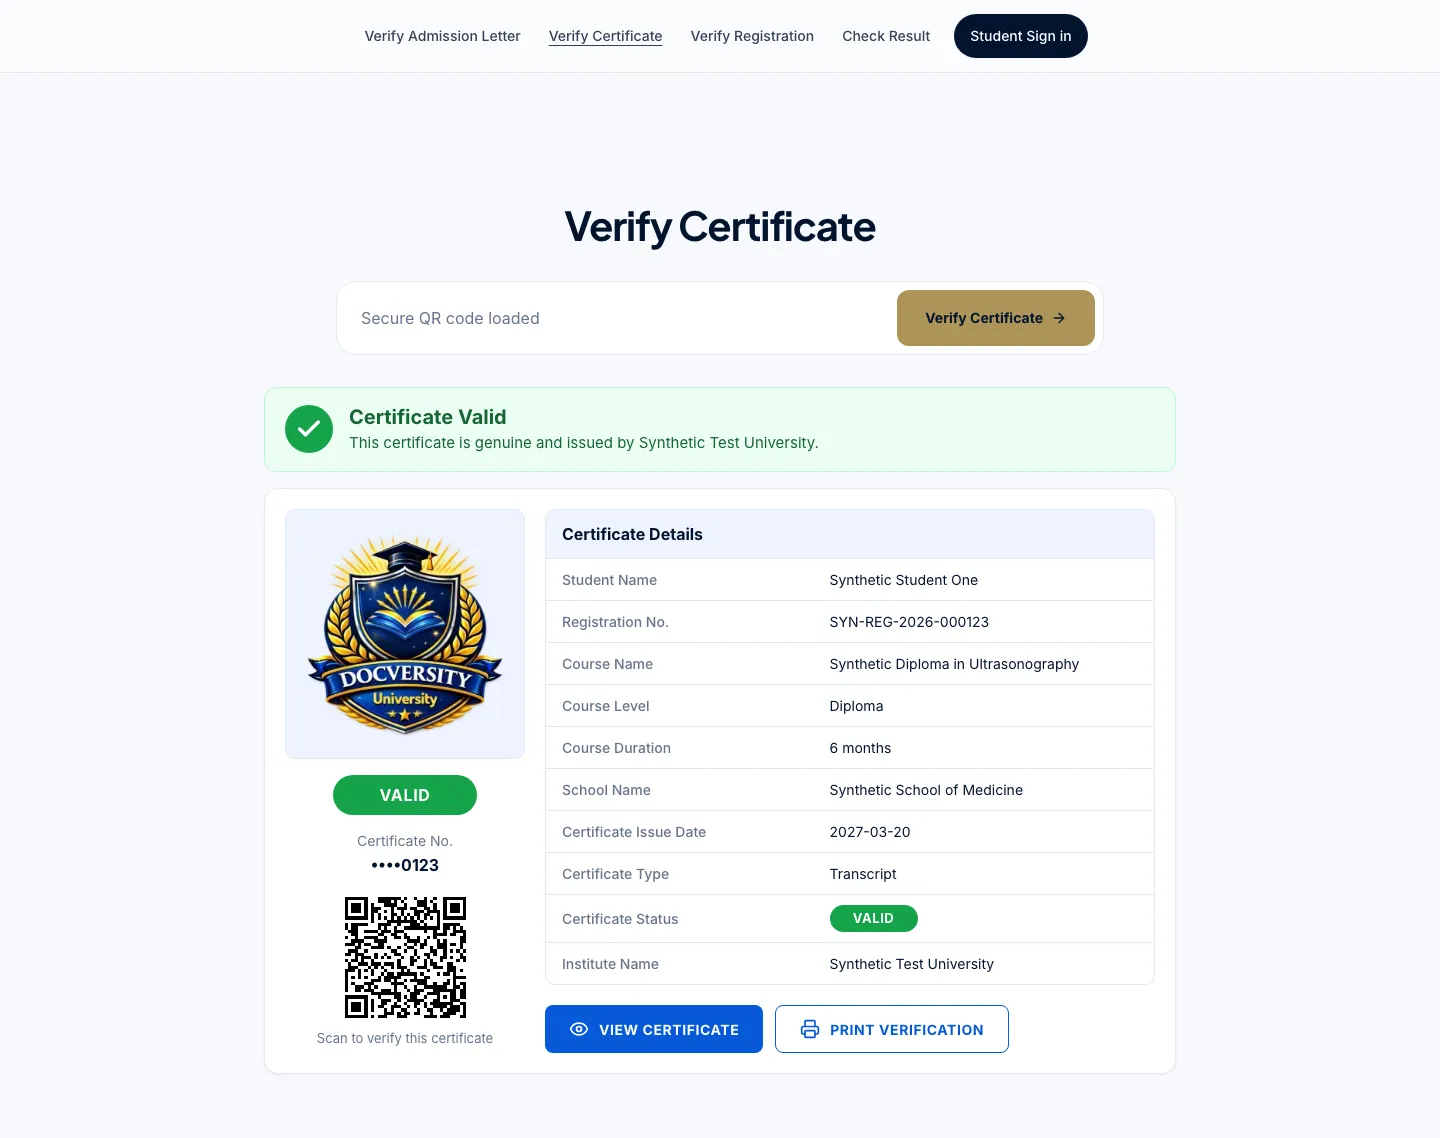 Verify Admission Letter
Verify Certificate
Verify Registration
Check Result
Student Sign in
Verify Certificate
Secure QR code loaded
Verify Certificate →
Certificate Valid
This certificate is genuine and issued by Synthetic Test University.
DOCVERSITY
University
VALID
Certificate No.
••••0123
Scan to verify this certificate
Certificate Details
Student Name Synthetic Student One
Registration No. SYN-REG-2026-000123
Course Name Synthetic Diploma in Ultrasonography
Course Level Diploma
Course Duration 6 months
School Name Synthetic School of Medicine
Certificate Issue Date 2027-03-20
Certificate Type Transcript
Certificate Status VALID
Institute Name Synthetic Test University
VIEW CERTIFICATE
PRINT VERIFICATION